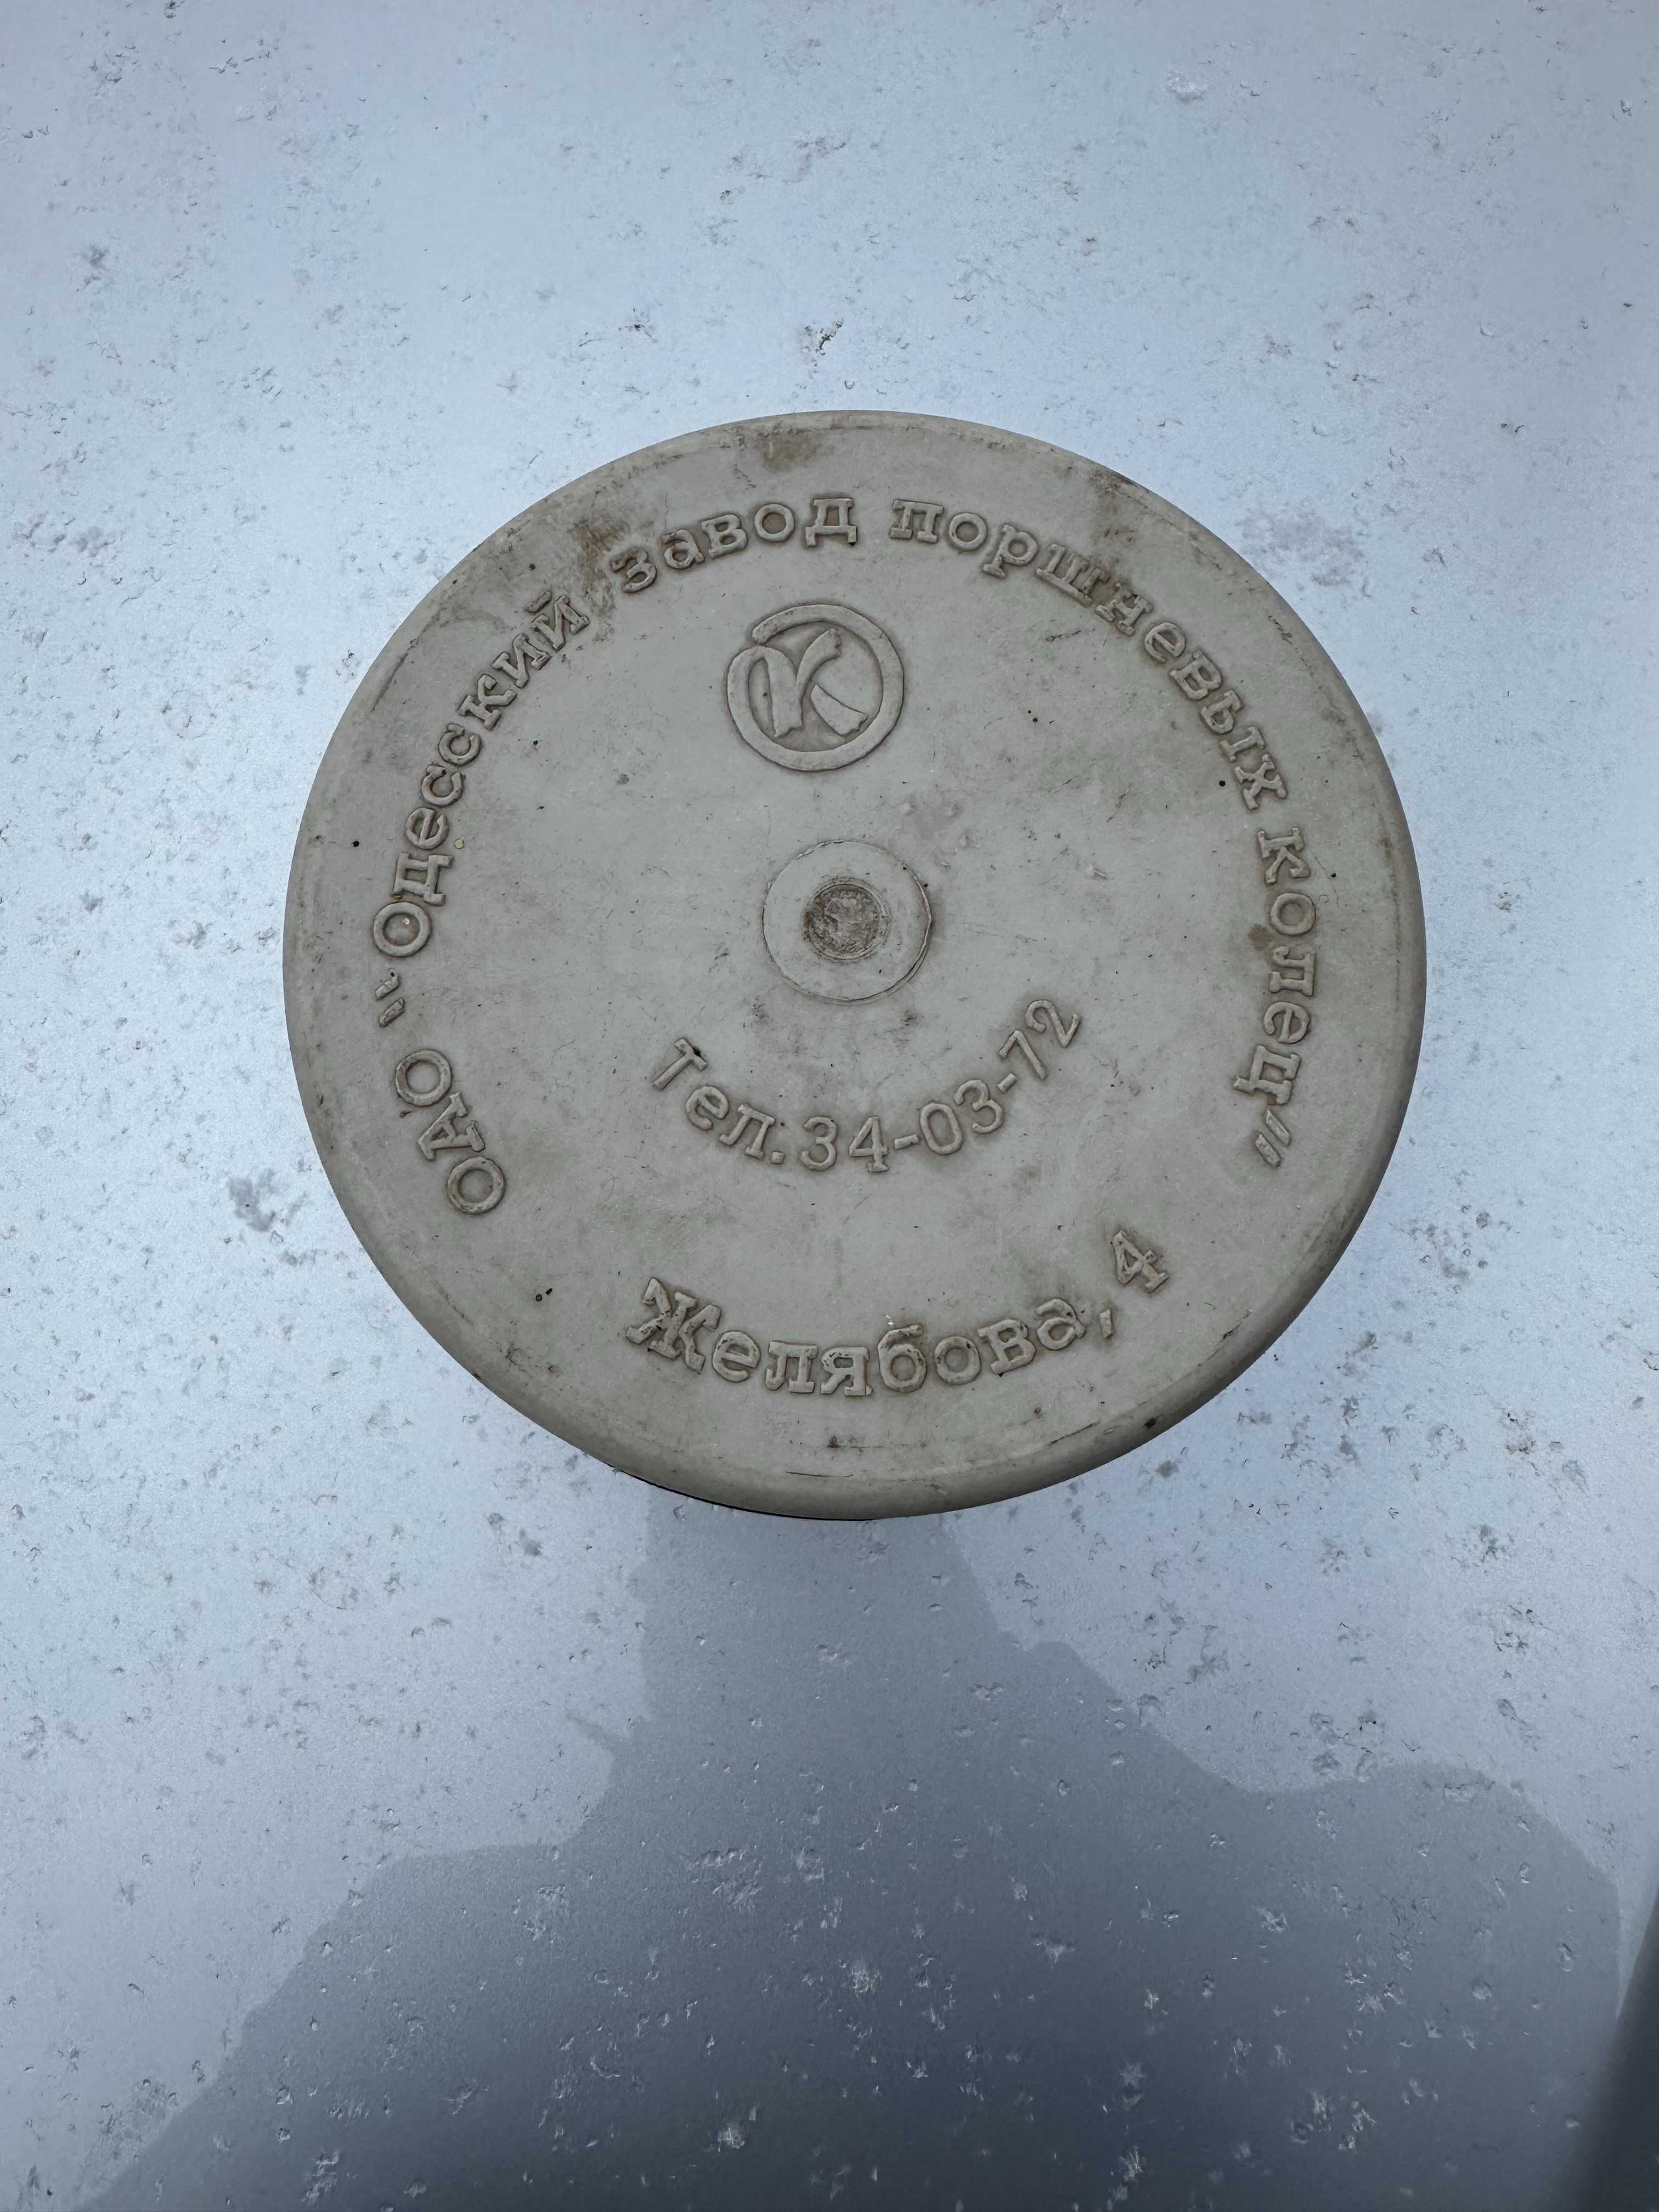 ОАО "Одесский завод поршневых колец"
К
Тел.34-03-72
Желябова, 4